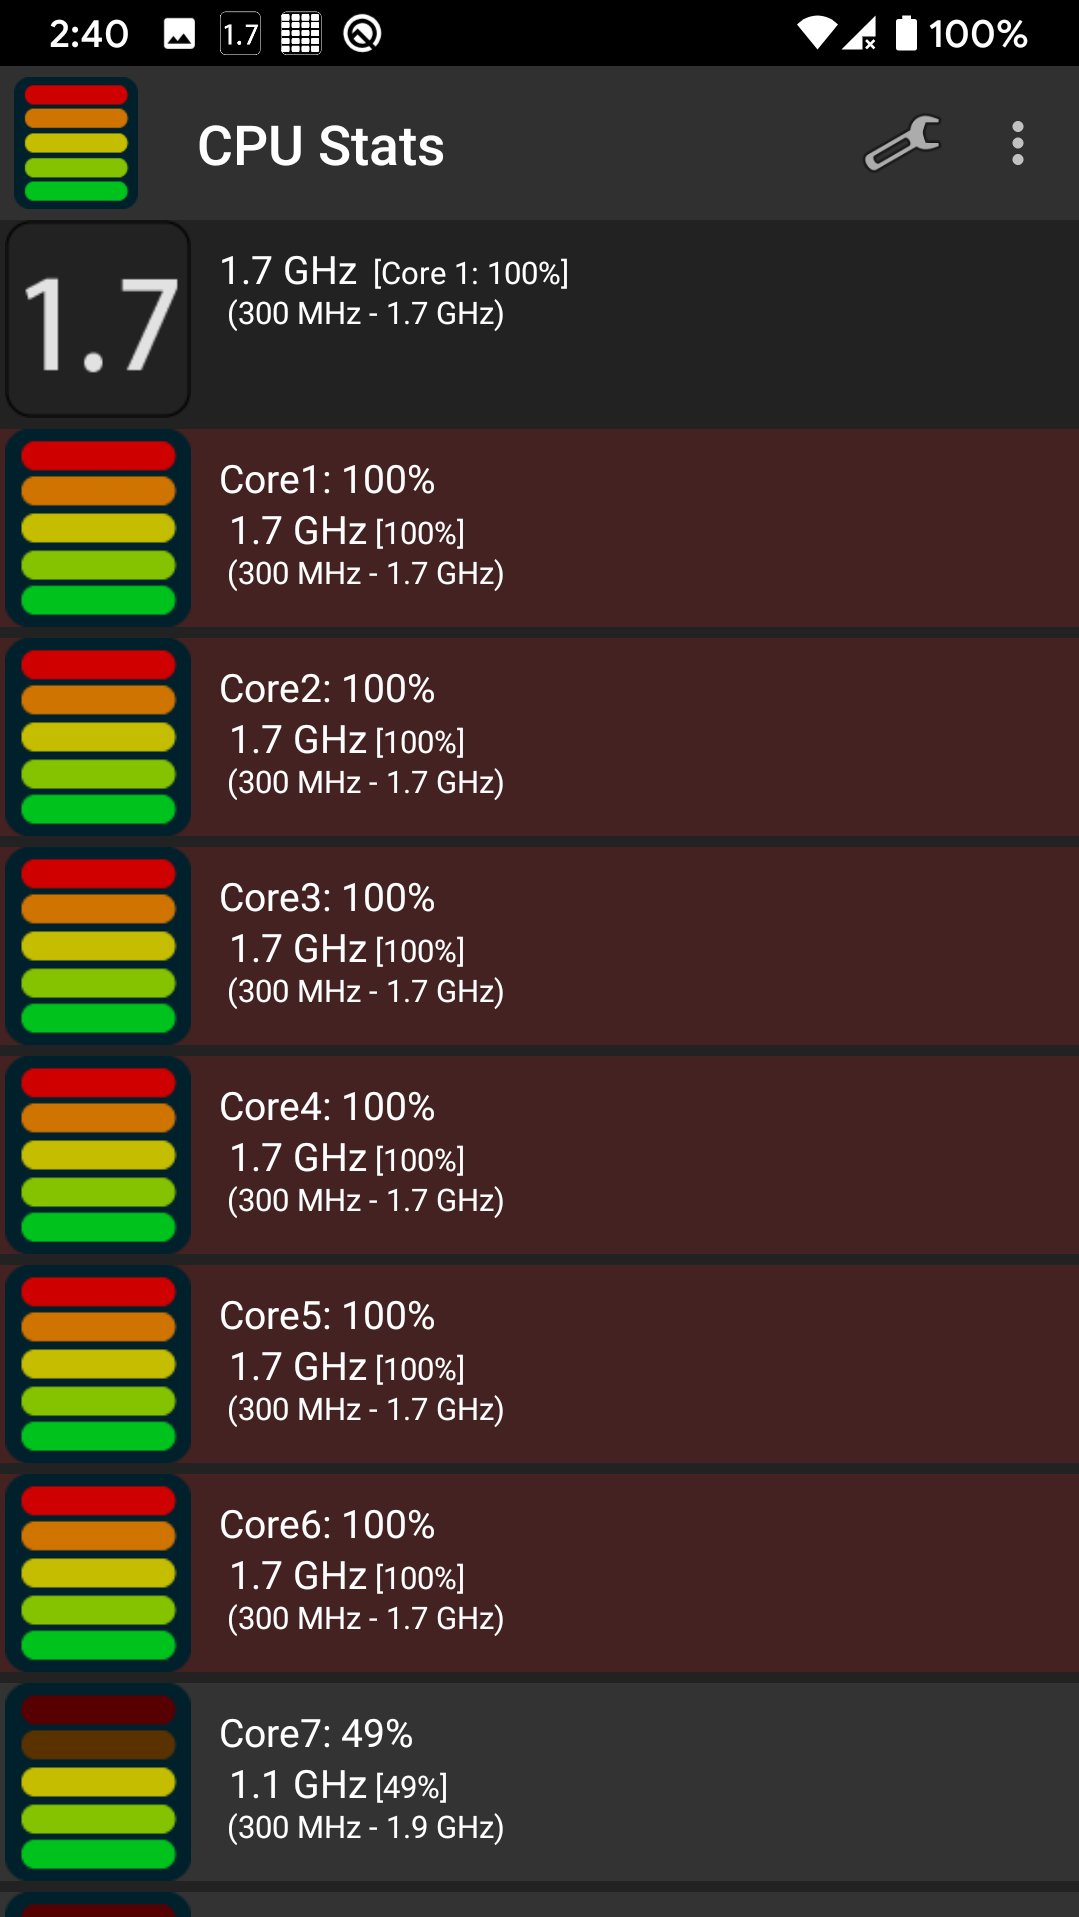 2:40
1.7
100%
CPU Stats
1.7
1.7 GHz [Core 1: 100%]
(300 MHz - 1.7 GHz)
Core1: 100%
1.7 GHz [100%]
(300 MHz - 1.7 GHz)
Core2: 100%
1.7 GHz [100%]
(300 MHz - 1.7 GHz)
Core3: 100%
1.7 GHz [100%]
(300 MHz - 1.7 GHz)
Core4: 100%
1.7 GHz [100%]
(300 MHz - 1.7 GHz)
Core5: 100%
1.7 GHz [100%]
(300 MHz - 1.7 GHz)
Core6: 100%
1.7 GHz [100%]
(300 MHz - 1.7 GHz)
Core7: 49%
1.1 GHz [49%]
(300 MHz - 1.9 GHz)